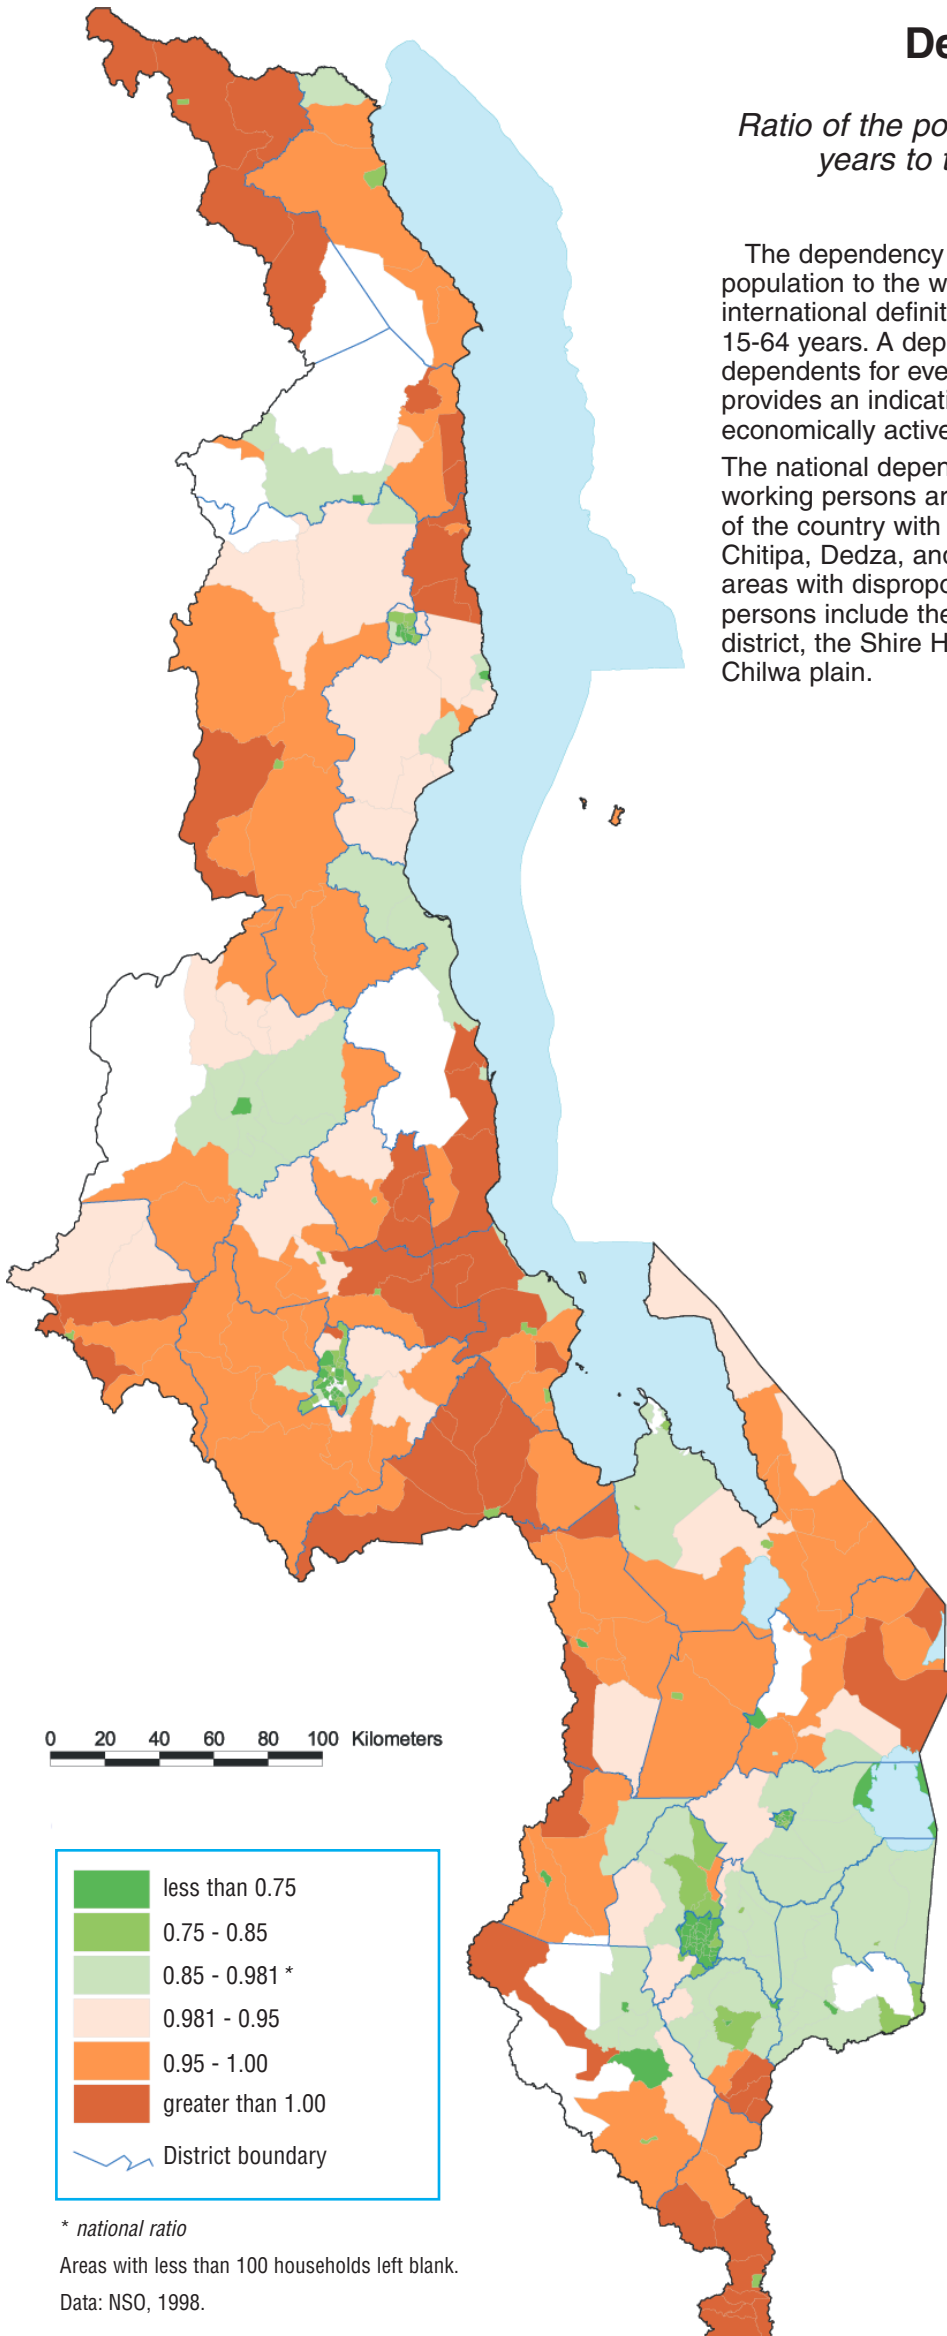 De
Ratio of the po
years to t
The dependency
population to the w
international definit
15-64 years. A dep
dependents for eve
provides an indicati
economically active
The national depen
working persons ar
of the country with
Chitipa, Dedza, and
areas with dispropo
persons include the
district, the Shire H
Chilwa plain.
0 20 40 60 80 100 Kilometers
less than 0.75
0.75 - 0.85
0.85 - 0.981 *
0.981 - 0.95
0.95 - 1.00
greater than 1.00
District boundary
* national ratio
Areas with less than 100 households left blank.
Data: NSO, 1998.